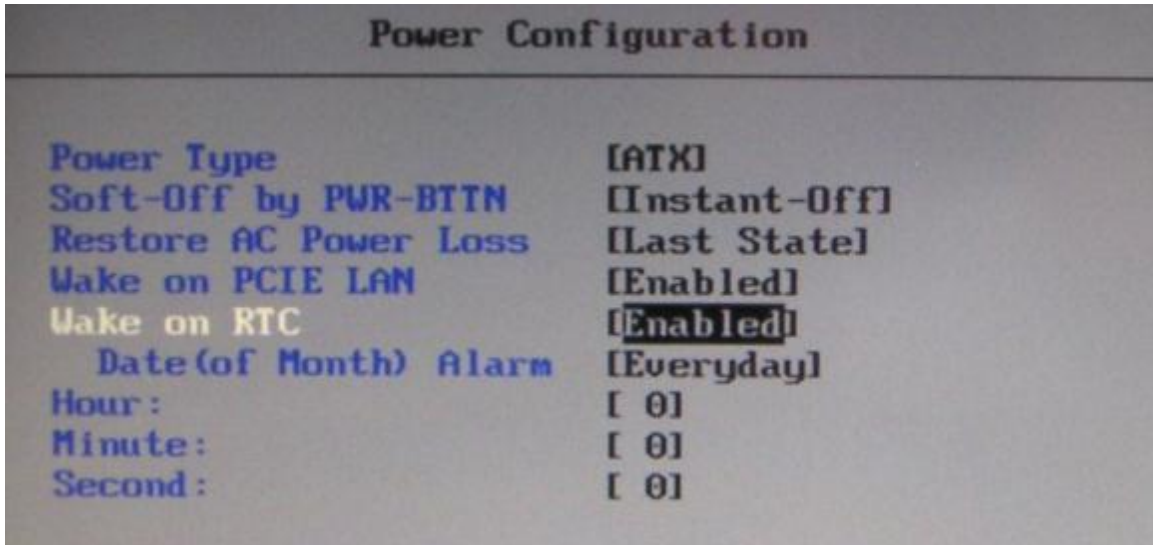 Power Configuration
Power Type [ATX]
Soft-Off by PWR-BTTN [Instant-Off]
Restore AC Power Loss [Last State]
Wake on PCIE LAN [Enabled]
Wake on RTC [Enabled]
Date(of Month) Alarm [Everyday]
Hour: [ 0]
Minute: [ 0]
Second: [ 0]